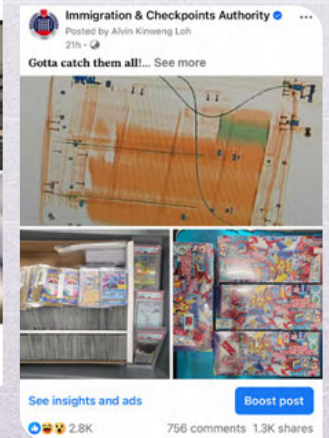 Immigration & Checkpoints Authority
Posted by Alvin Kinweng Loh
21h ·
Gotta catch them all!... See more
See insights and ads
Boost post
2.8K
756 comments 1.3K shares